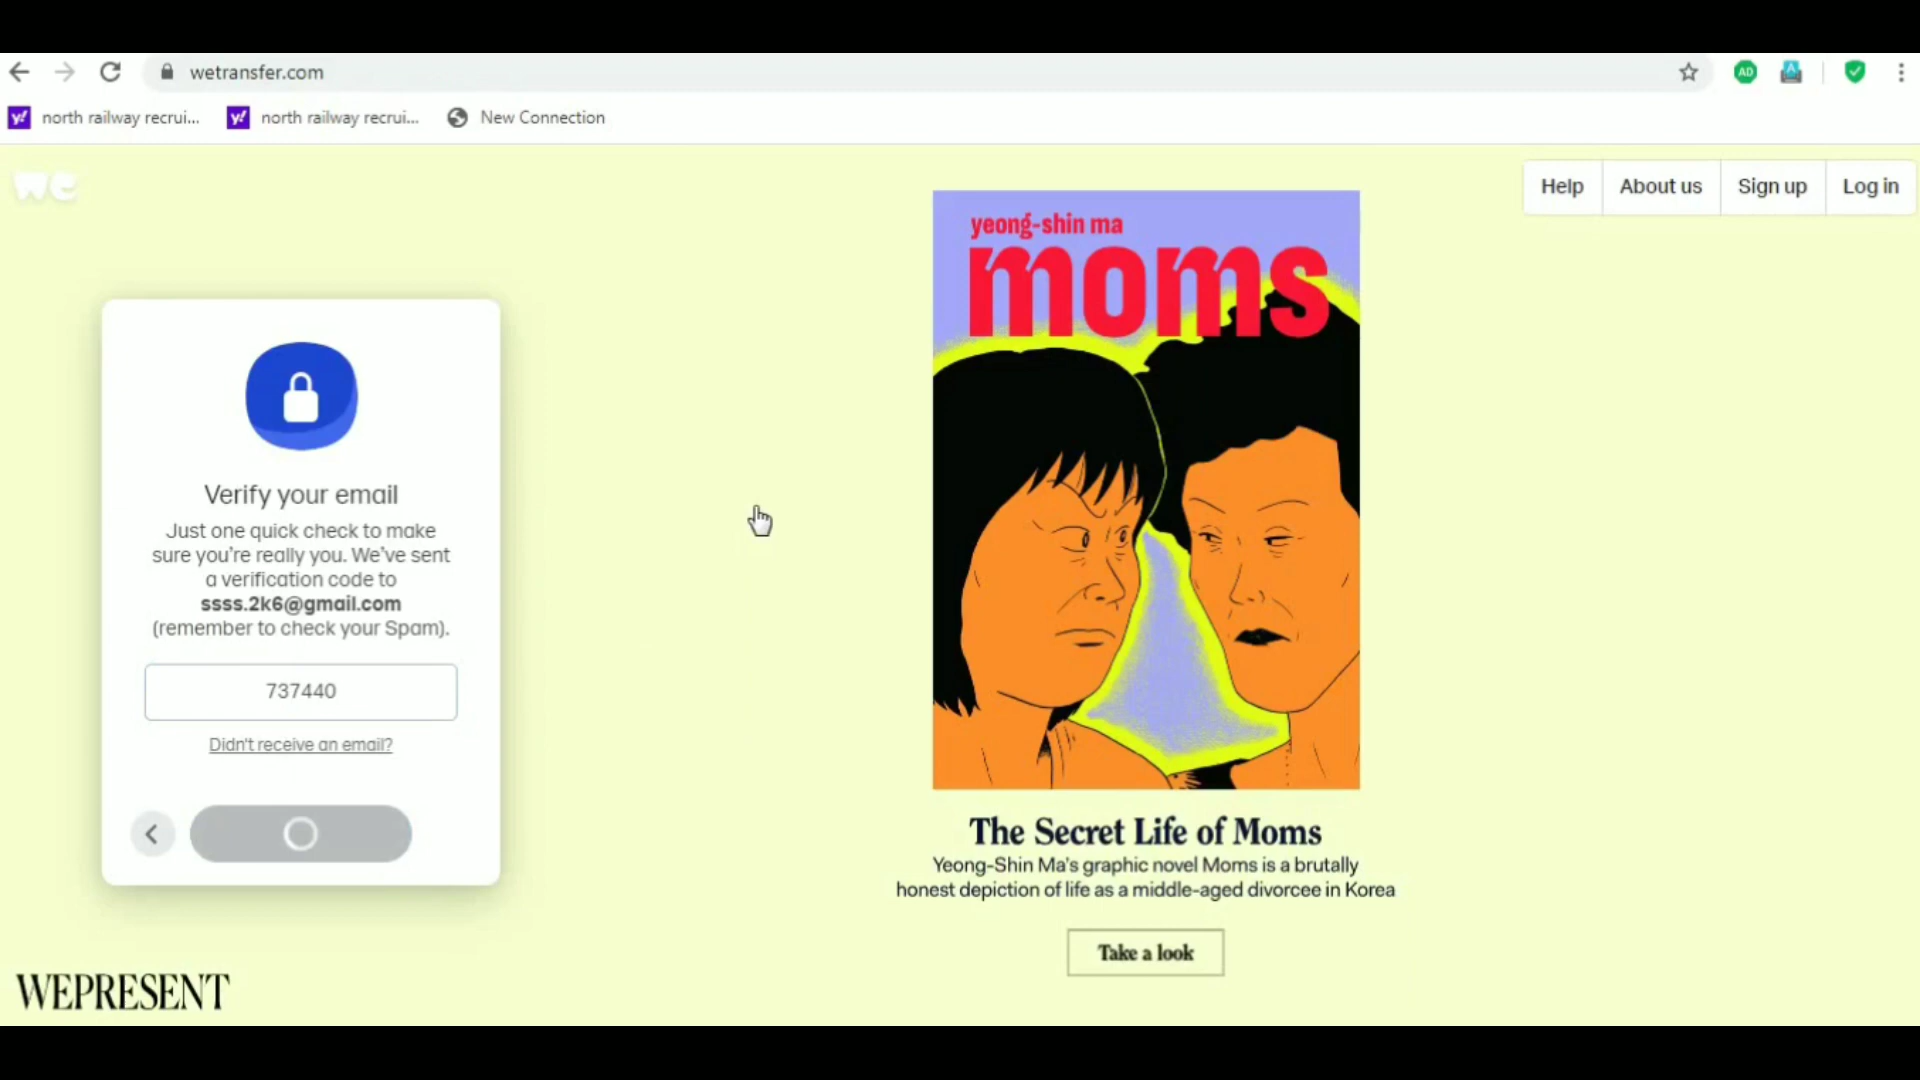 wetransfer.com
AD
y! north railway recrui...
y! north railway recrui...
New Connection
we
Help
About us
Sign up
Log in
yeong-shin ma
moms
Verify your email
Just one quick check to make
sure you're really you. We've sent
a verification code to
ssss.2k6@gmail.com
(remember to check your Spam).
737440
Didn't receive an email?
The Secret Life of Moms
Yeong-Shin Ma's graphic novel Moms is a brutally
honest depiction of life as a middle-aged divorcee in Korea
Take a look
WEPRESENT